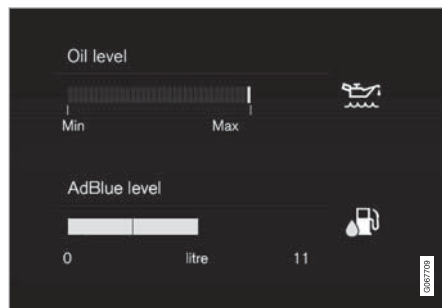 Oil level
Min Max
AdBlue level
0 litre 11
G067709